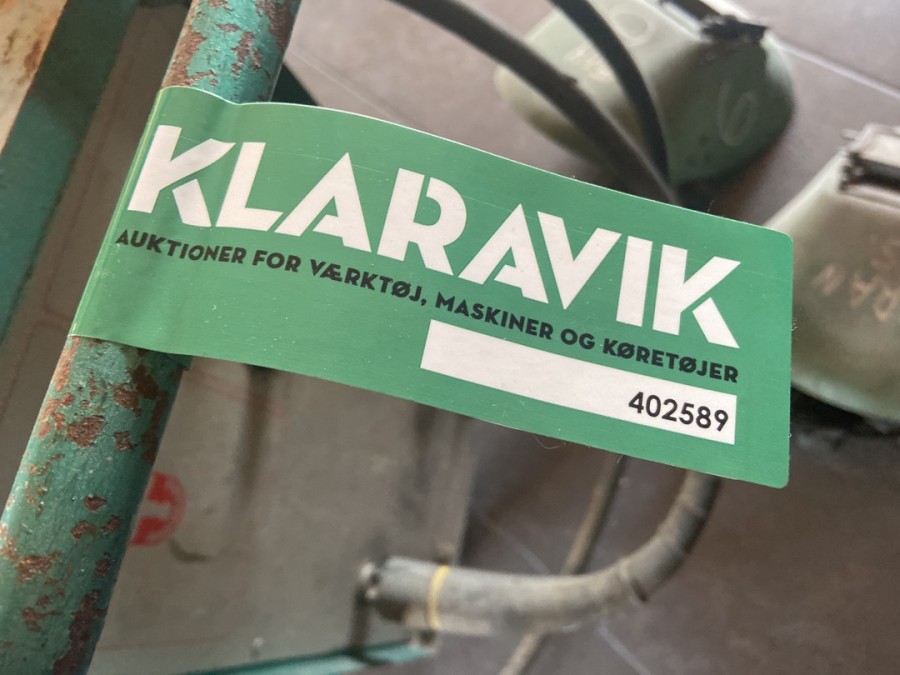 KLARAVIK
AUKTIONER FOR VÆRKTØJ, MASKINER OG KØRETØJER
402589